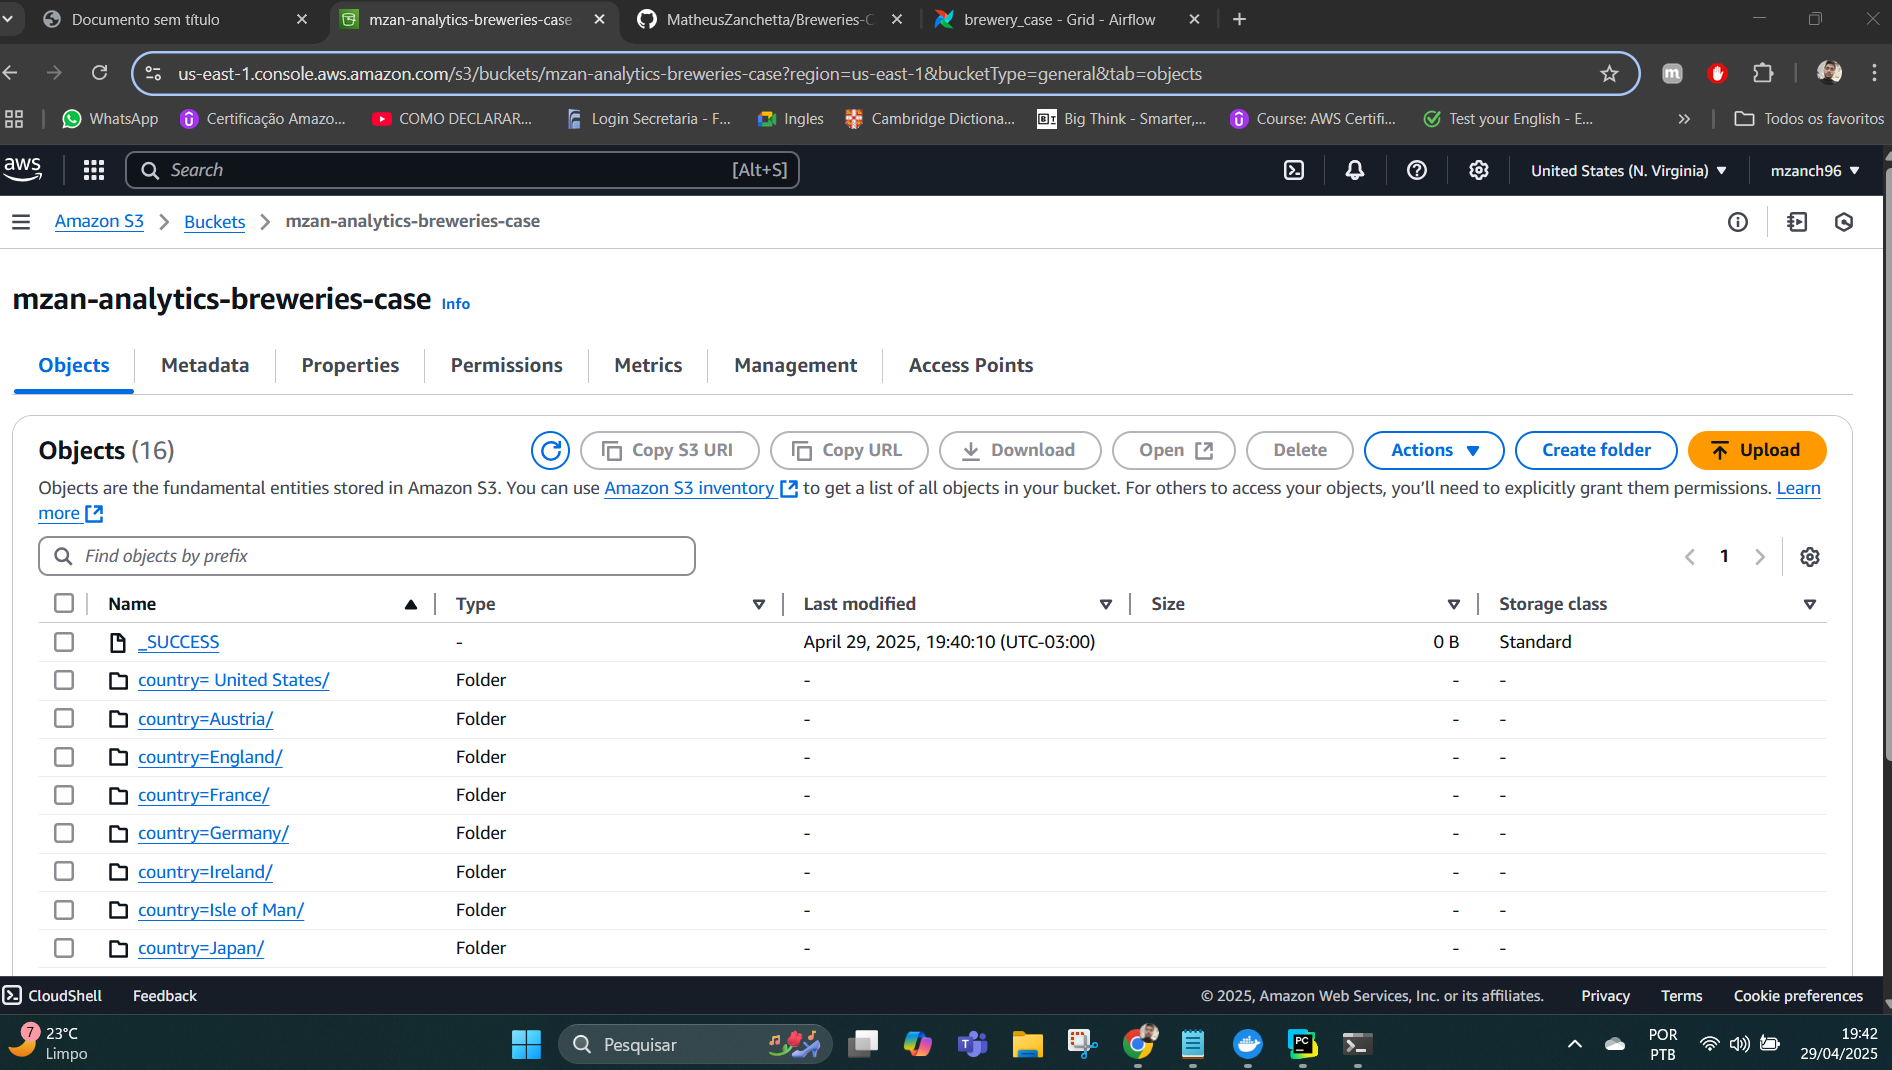 Documento sem título
mzan-analytics-breweries-case
MatheusZanchetta/Breweries-C
brewery_case - Grid - Airflow
us-east-1.console.aws.amazon.com/s3/buckets/mzan-analytics-breweries-case?region=us-east-1&bucketType=general&tab=objects
m
WhatsApp
Certificação Amazo...
COMO DECLARAR...
Login Secretaria - F...
Ingles
Cambridge Dictiona...
Big Think - Smarter,...
Course: AWS Certifi...
Test your English - E...
Todos os favoritos
aws
Search
[Alt+S]
United States (N. Virginia)
mzanch96
Amazon S3
Buckets
mzan-analytics-breweries-case
mzan-analytics-breweries-case Info
Objects
Metadata
Properties
Permissions
Metrics
Management
Access Points
Objects (16)
Copy S3 URI
Copy URL
Download
Open
Delete
Actions
Create folder
Upload
Objects are the fundamental entities stored in Amazon S3. You can use Amazon S3 inventory to get a list of all objects in your bucket. For others to access your objects, you'll need to explicitly grant them permissions. Learn
more
Find objects by prefix
1
Name Type Last modified Size Storage class
_SUCCESS - April 29, 2025, 19:40:10 (UTC-03:00) 0 B Standard
country= United States/ Folder - - -
country=Austria/ Folder - - -
country=England/ Folder - - -
country=France/ Folder - - -
country=Germany/ Folder - - -
country=Ireland/ Folder - - -
country=Isle of Man/ Folder - - -
country=Japan/ Folder - - -
CloudShell
Feedback
© 2025, Amazon Web Services, Inc. or its affiliates.
Privacy
Terms
Cookie preferences
7
23°C
Limpo
Pesquisar
PC
POR
PTB
19:42
29/04/2025